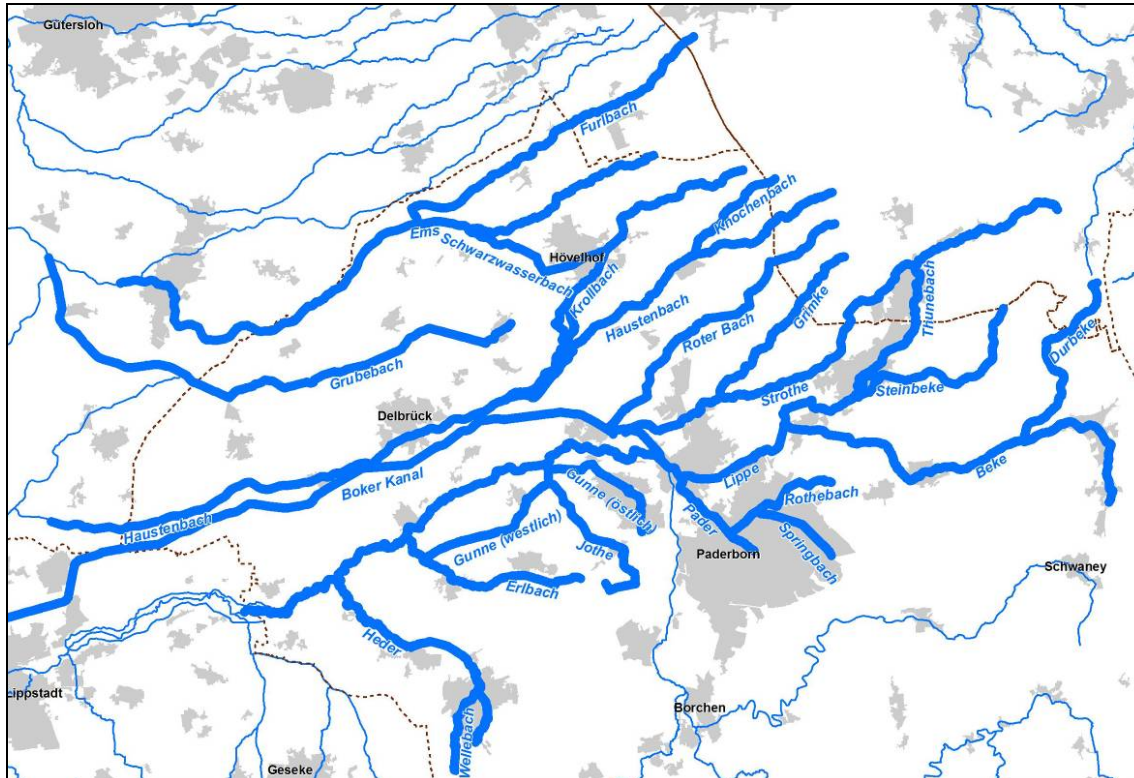 Gütersloh
Furlbach
Knochenbach
Ems
Schwarzwasserbach
Hövelhof
Krollbach
Haustenbach
Roter Bach
Grimke
Thunebach
Durbeke
Grubebach
Strothe
Steinbeke
Delbrück
Boker Kanal
Haustenbach
Gunne (östlich)
Lippe
Beke
Rothebach
Pader
Springbach
Gunne (westlich)
Jothe
Paderborn
Erlbach
Schwaney
Heder
Lippstadt
Borchen
Wellebach
Geseke